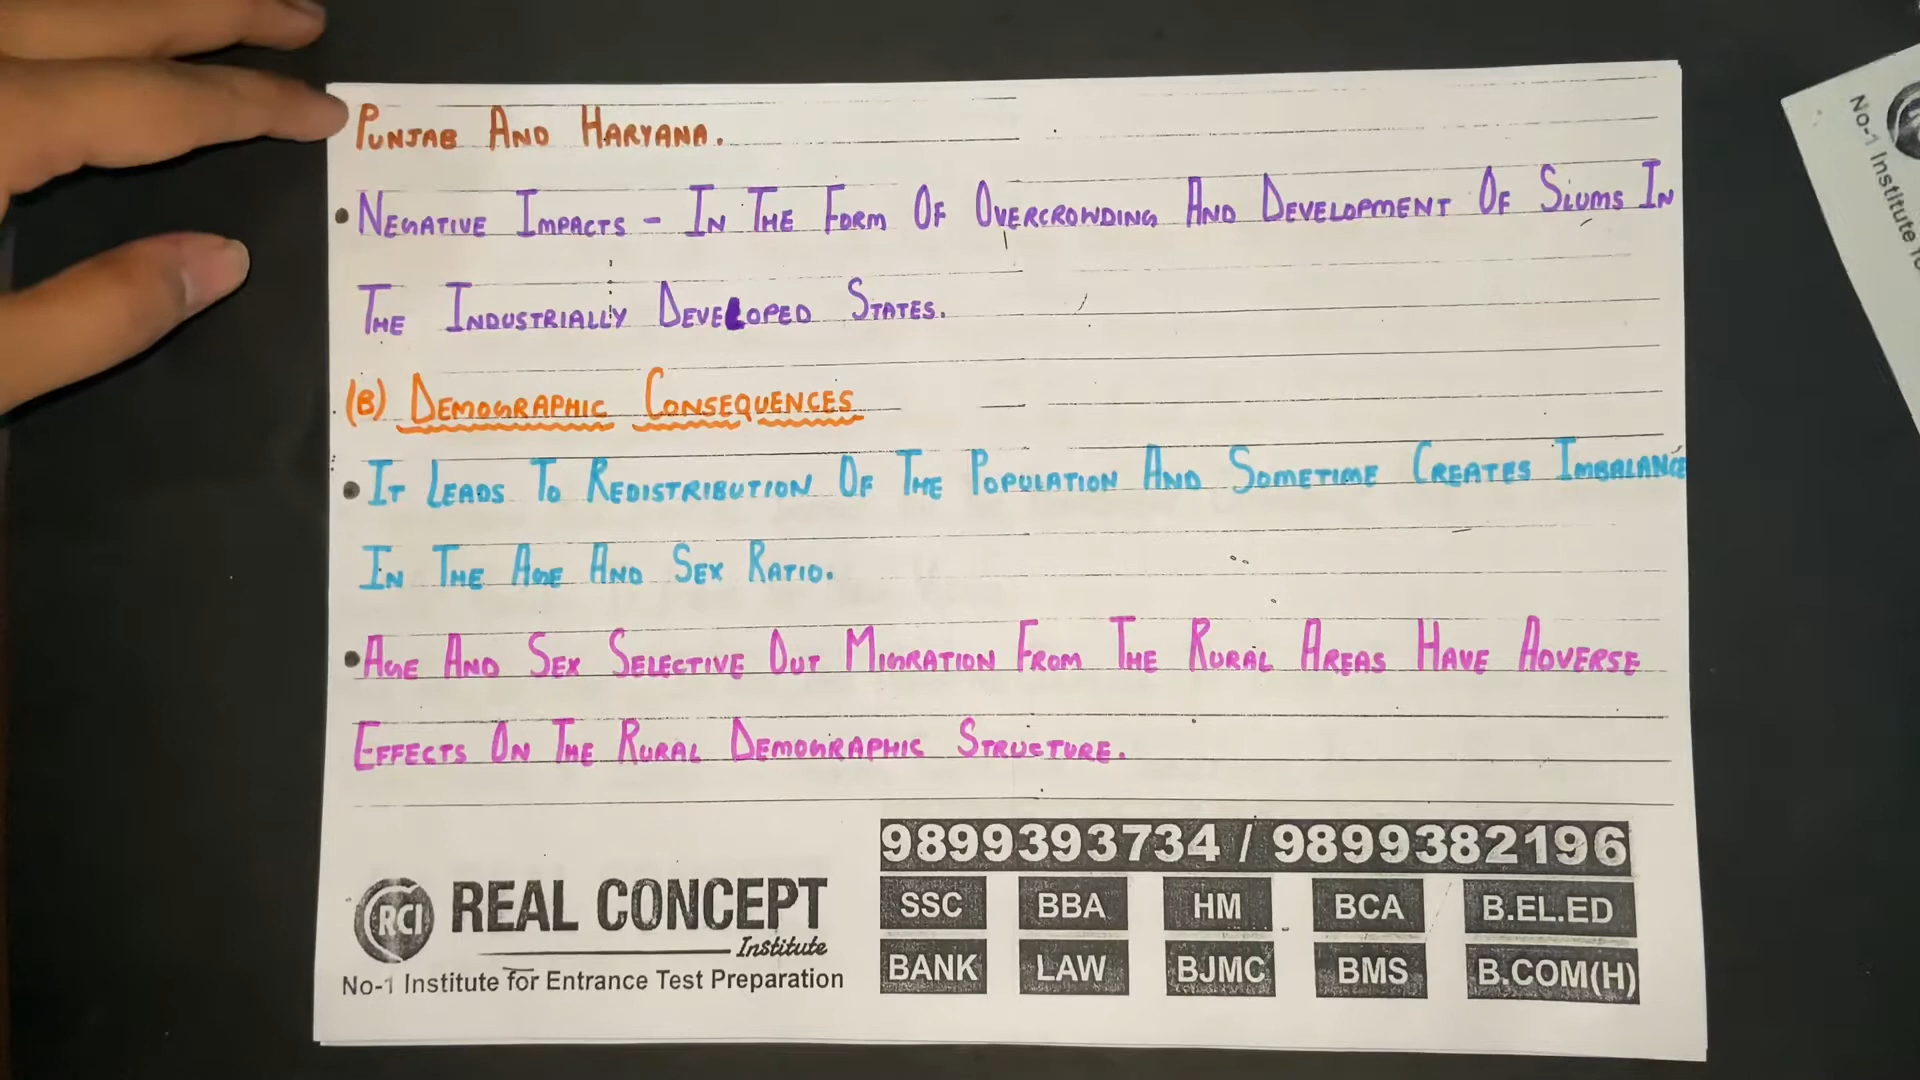 PUNJAB AND HARYANA.
• NEGATIVE IMPACTS - IN THE FORM OF OVERCROWDING AND DEVELOPMENT OF SLUMS IN
THE INDUSTRIALLY DEVELOPED STATES.
(B) DEMOGRAPHIC CONSEQUENCES
• IT LEADS TO REDISTRIBUTION OF THE POPULATION AND SOMETIME CREATES IMBALANCE
IN THE AGE AND SEX RATIO.
• AGE AND SEX SELECTIVE OUT MIGRATION FROM THE RURAL AREAS HAVE ADVERSE
EFFECTS ON THE RURAL DEMOGRAPHIC STRUCTURE.
RCI REAL CONCEPT
Institute
No-1 Institute for Entrance Test Preparation
9899393734 / 9899382196
SSC BBA HM BCA B.EL.ED
BANK LAW BJMC BMS B.COM(H)
No-1 Institute